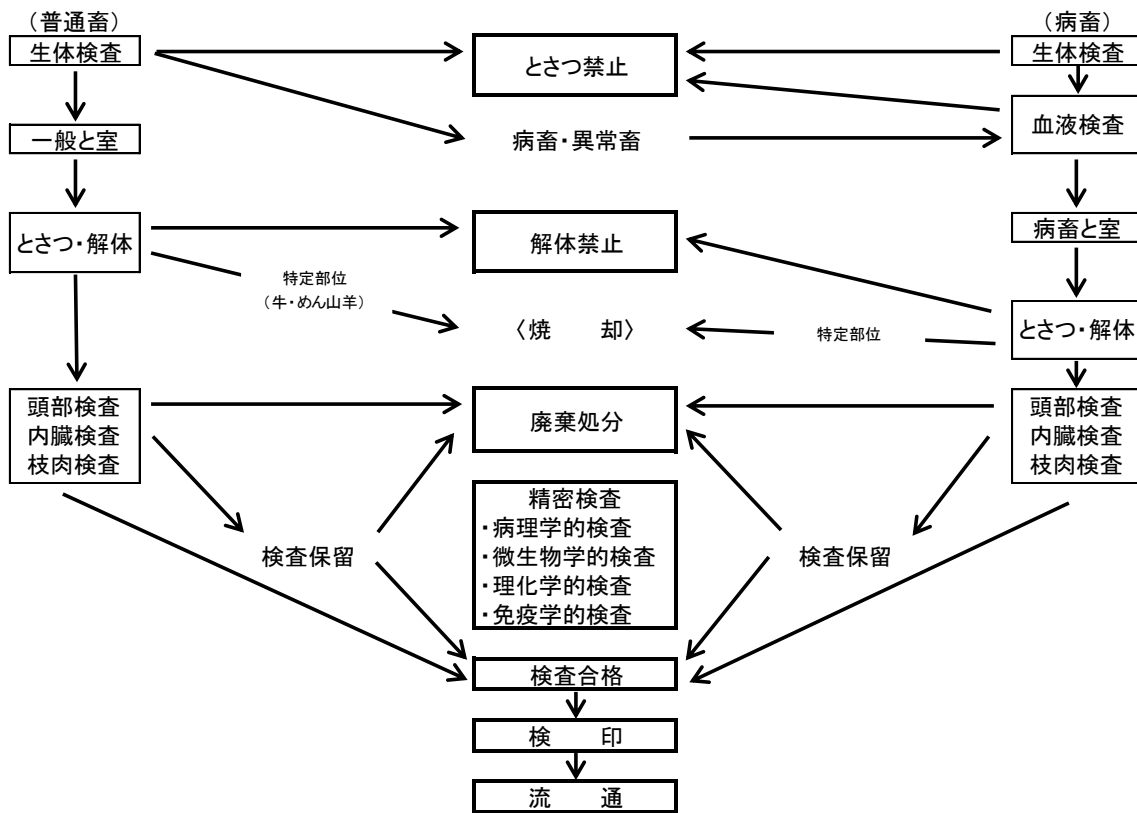 （普通畜）
生体検査
一般と室
とさつ・解体
特定部位
（牛・めん山羊）
頭部検査
内臓検査
枝肉検査
検査保留
とさつ禁止
病畜・異常畜
解体禁止
〈焼　　却〉
廃棄処分
精密検査
・病理学的検査
・微生物学的検査
・理化学的検査
・免疫学的検査
検査合格
検　　印
流　　通
（病畜）
生体検査
血液検査
病畜と室
とさつ・解体
特定部位
頭部検査
内臓検査
枝肉検査
検査保留